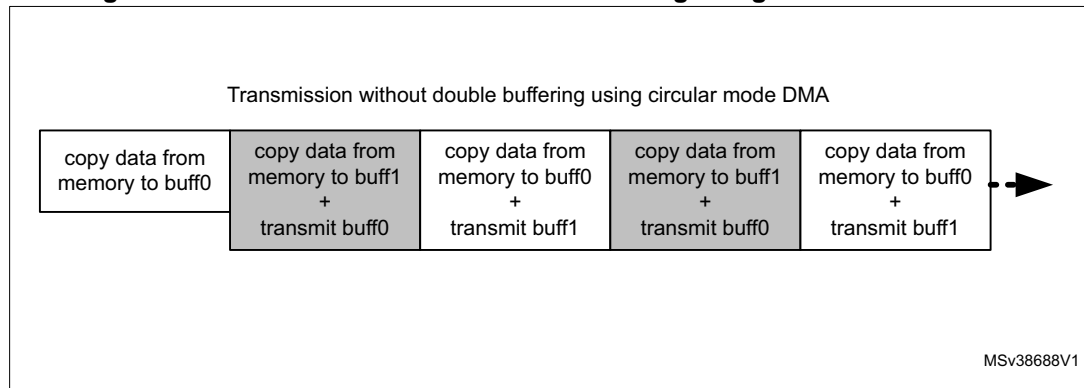 Transmission without double buffering using circular mode DMA
copy data from
memory to buff0
copy data from
memory to buff1
+
transmit buff0
copy data from
memory to buff0
+
transmit buff1
copy data from
memory to buff1
+
transmit buff0
copy data from
memory to buff0
+
transmit buff1
MSv38688V1